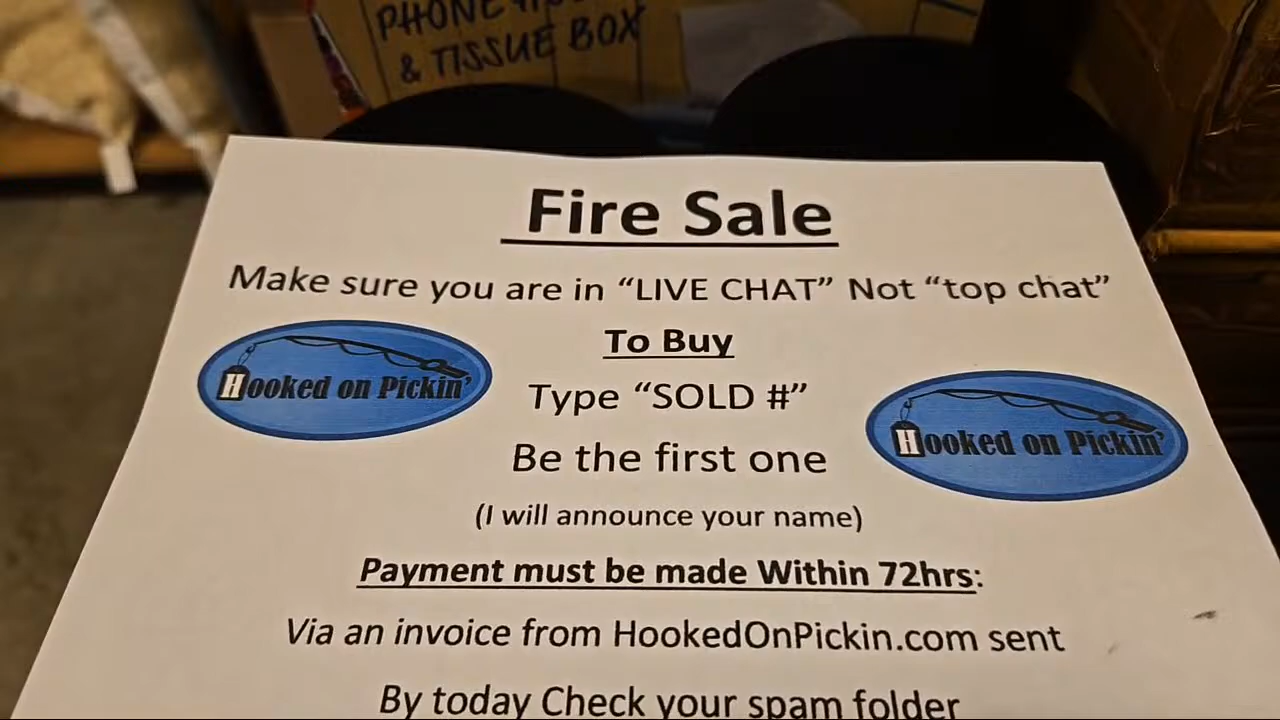 PHONE
& TISSUE BOX
Fire Sale
Make sure you are in “LIVE CHAT” Not “top chat”
To Buy
Hooked on Pickin'
Type “SOLD #”
Hooked on Pickin'
Be the first one
(I will announce your name)
Payment must be made Within 72hrs:
Via an invoice from HookedOnPickin.com sent
By today Check your spam folder